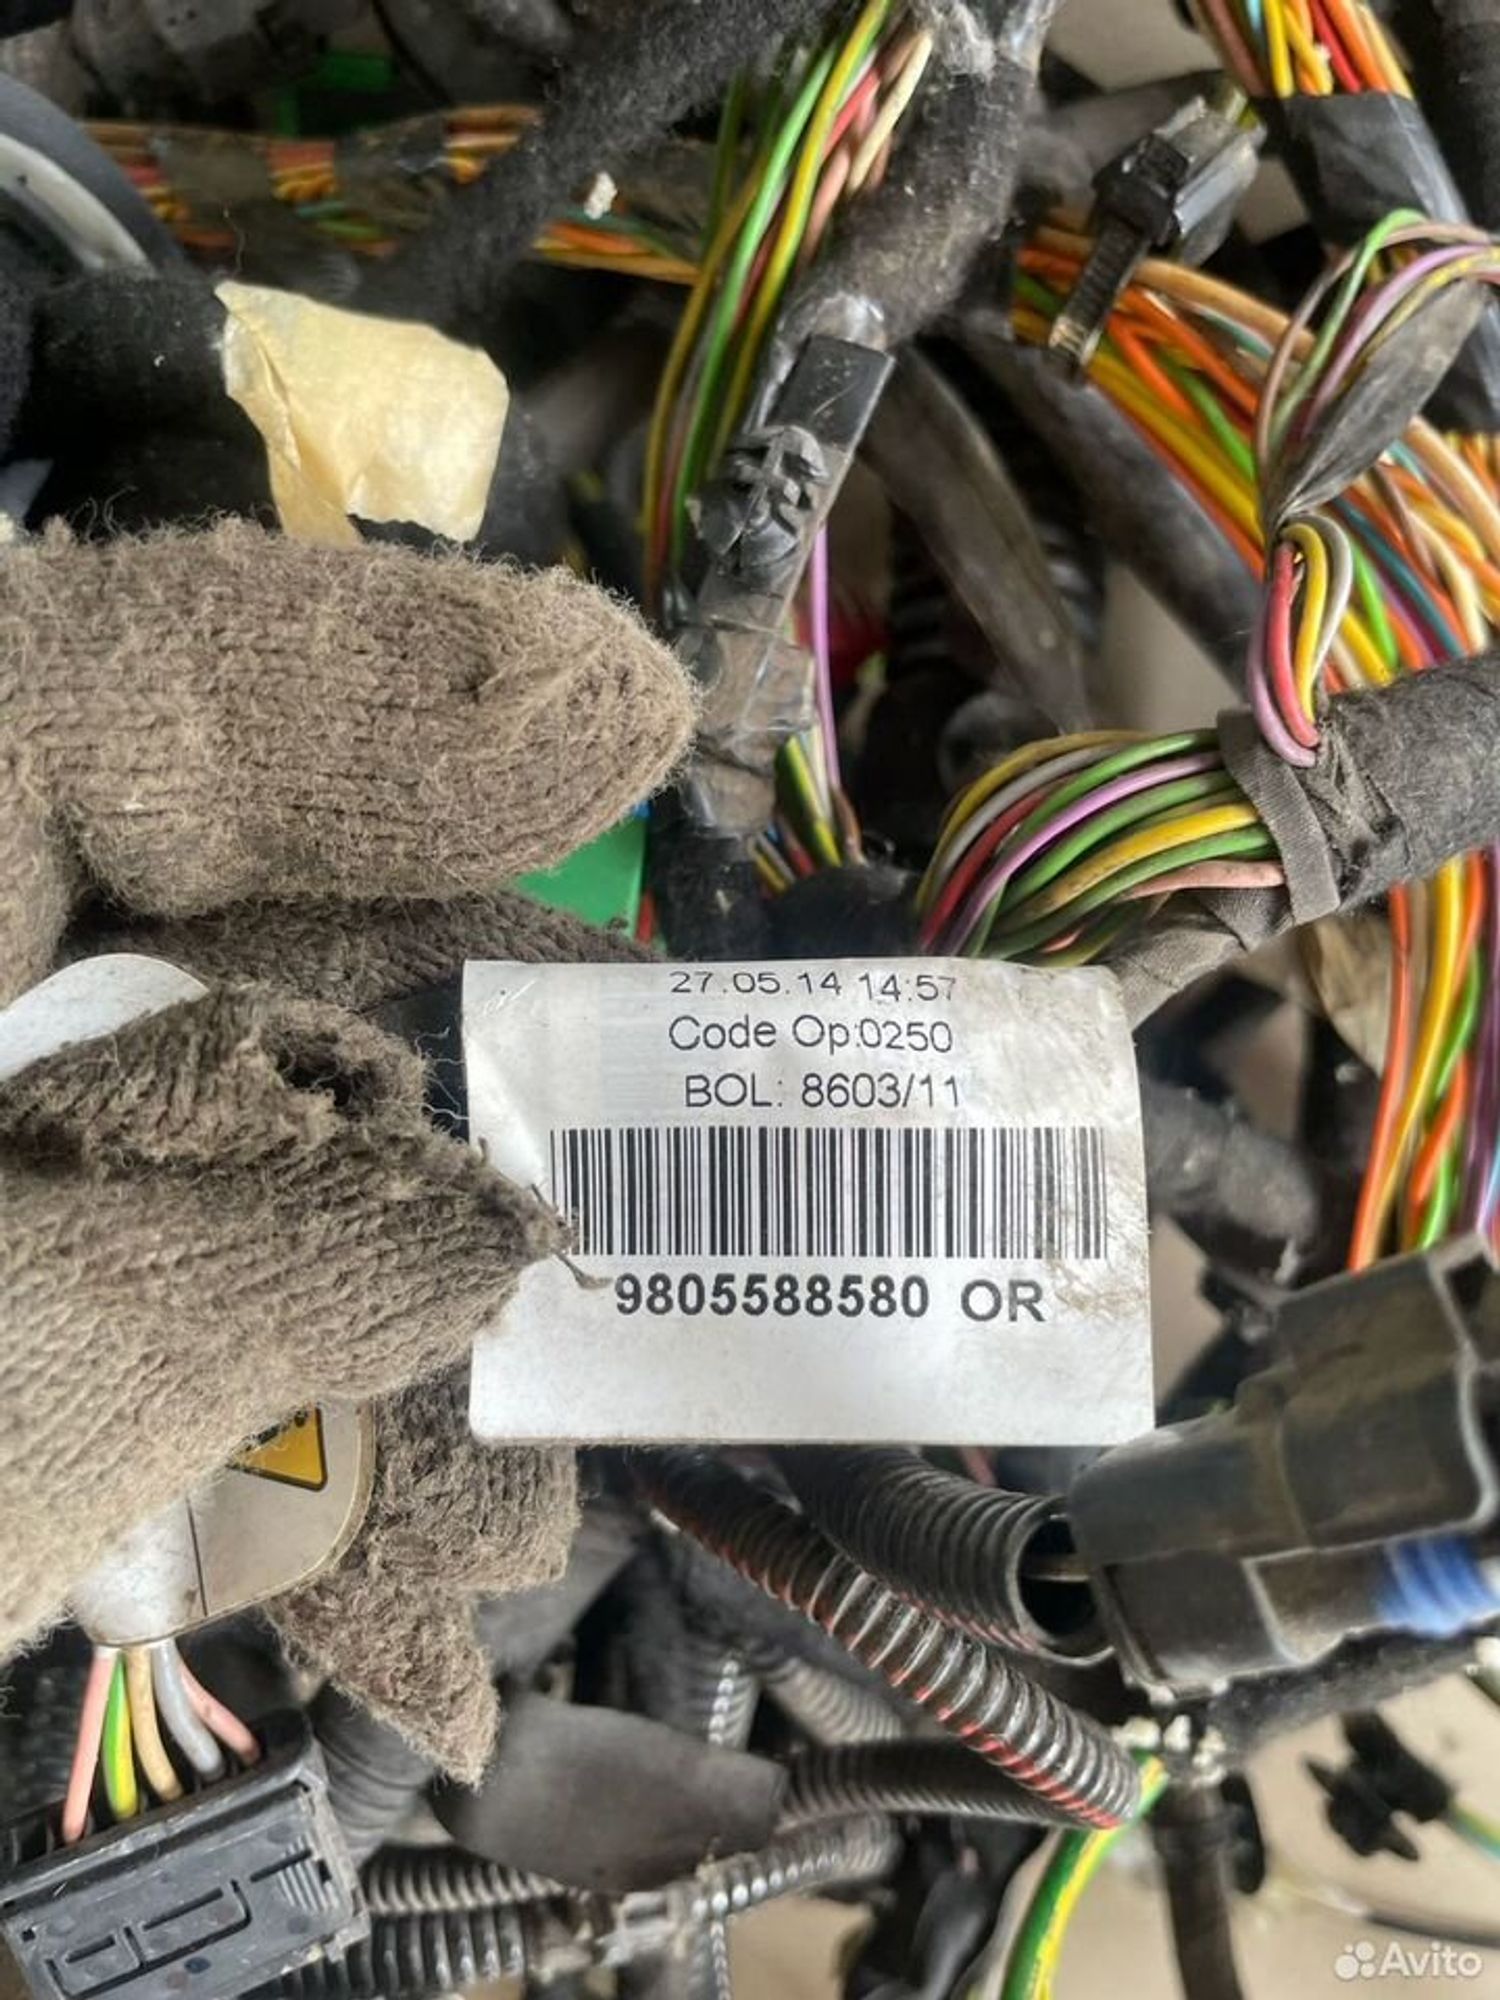 27.05.14 14:57
Code Op:0250
BOL: 8603/11
9805588580 OR
Avito